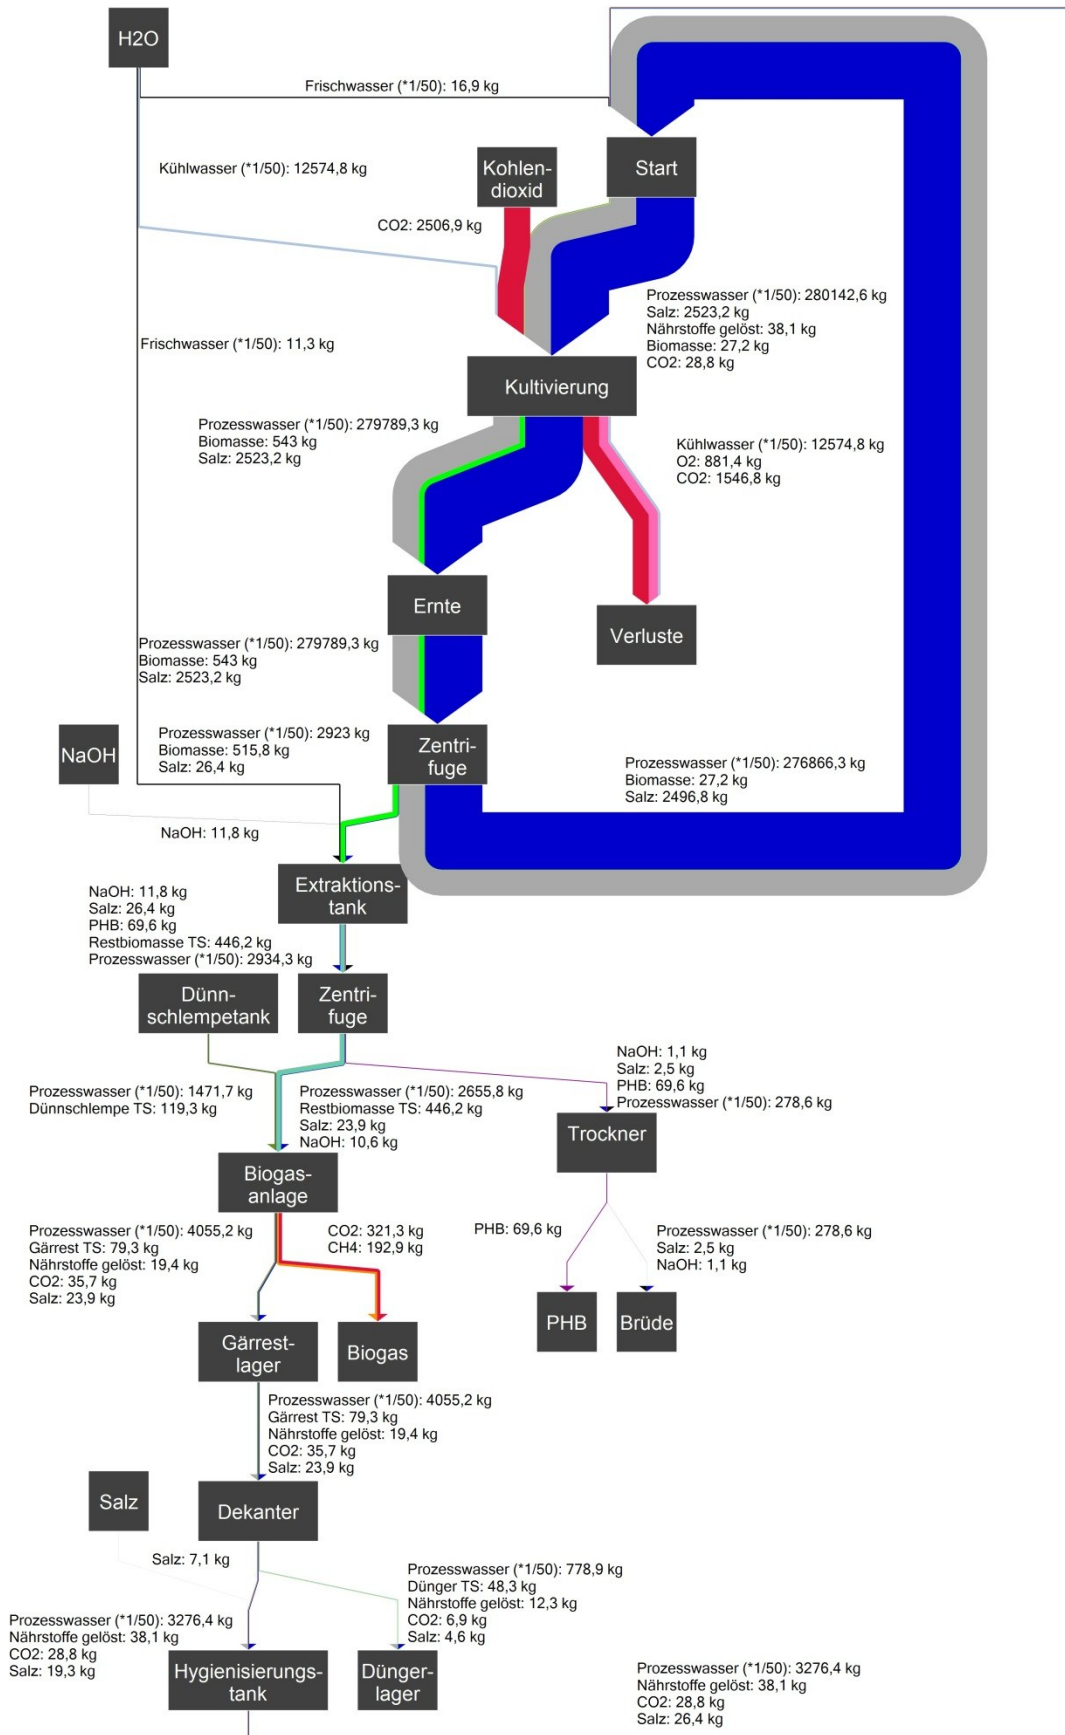 H2O
Frischwasser (*1/50): 16,9 kg
Kühlwasser (*1/50): 12574,8 kg
Kohlen-
dioxid
Start
CO2: 2506,9 kg
Prozesswasser (*1/50): 280142,6 kg
Salz: 2523,2 kg
Nährstoffe gelöst: 38,1 kg
Biomasse: 27,2 kg
CO2: 28,8 kg
Frischwasser (*1/50): 11,3 kg
Kultivierung
Prozesswasser (*1/50): 279789,3 kg
Biomasse: 543 kg
Salz: 2523,2 kg
Kühlwasser (*1/50): 12574,8 kg
O2: 881,4 kg
CO2: 1546,8 kg
Ernte
Verluste
Prozesswasser (*1/50): 279789,3 kg
Biomasse: 543 kg
Salz: 2523,2 kg
Prozesswasser (*1/50): 2923 kg
Biomasse: 515,8 kg
Salz: 26,4 kg
NaOH
Zentri-
fuge
Prozesswasser (*1/50): 276866,3 kg
Biomasse: 27,2 kg
Salz: 2496,8 kg
NaOH: 11,8 kg
Extraktions-
tank
NaOH: 11,8 kg
Salz: 26,4 kg
PHB: 69,6 kg
Restbiomasse TS: 446,2 kg
Prozesswasser (*1/50): 2934,3 kg
Dünn-
schlempetank
Zentri-
fuge
NaOH: 1,1 kg
Salz: 2,5 kg
PHB: 69,6 kg
Prozesswasser (*1/50): 278,6 kg
Prozesswasser (*1/50): 1471,7 kg
Dünnschlempe TS: 119,3 kg
Prozesswasser (*1/50): 2655,8 kg
Restbiomasse TS: 446,2 kg
Salz: 23,9 kg
NaOH: 10,6 kg
Trockner
Biogas-
anlage
Prozesswasser (*1/50): 4055,2 kg
Gärrest TS: 79,3 kg
Nährstoffe gelöst: 19,4 kg
CO2: 35,7 kg
Salz: 23,9 kg
CO2: 321,3 kg
CH4: 192,9 kg
PHB: 69,6 kg
Prozesswasser (*1/50): 278,6 kg
Salz: 2,5 kg
NaOH: 1,1 kg
Gärrest-
lager
Biogas
PHB
Brüde
Prozesswasser (*1/50): 4055,2 kg
Gärrest TS: 79,3 kg
Nährstoffe gelöst: 19,4 kg
CO2: 35,7 kg
Salz: 23,9 kg
Salz
Dekanter
Salz: 7,1 kg
Prozesswasser (*1/50): 778,9 kg
Dünger TS: 48,3 kg
Nährstoffe gelöst: 12,3 kg
CO2: 6,9 kg
Salz: 4,6 kg
Prozesswasser (*1/50): 3276,4 kg
Nährstoffe gelöst: 38,1 kg
CO2: 28,8 kg
Salz: 19,3 kg
Hygienisierungs-
tank
Dünger-
lager
Prozesswasser (*1/50): 3276,4 kg
Nährstoffe gelöst: 38,1 kg
CO2: 28,8 kg
Salz: 26,4 kg